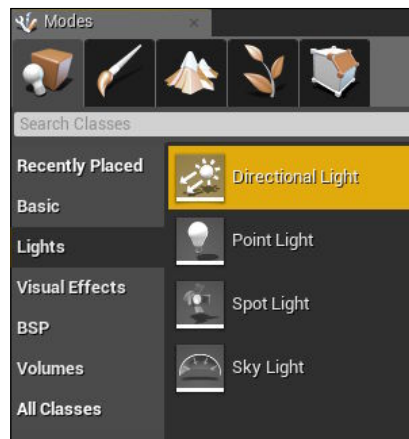 Modes
Search Classes
Recently Placed
Basic
Lights
Visual Effects
BSP
Volumes
All Classes
Directional Light
Point Light
Spot Light
Sky Light